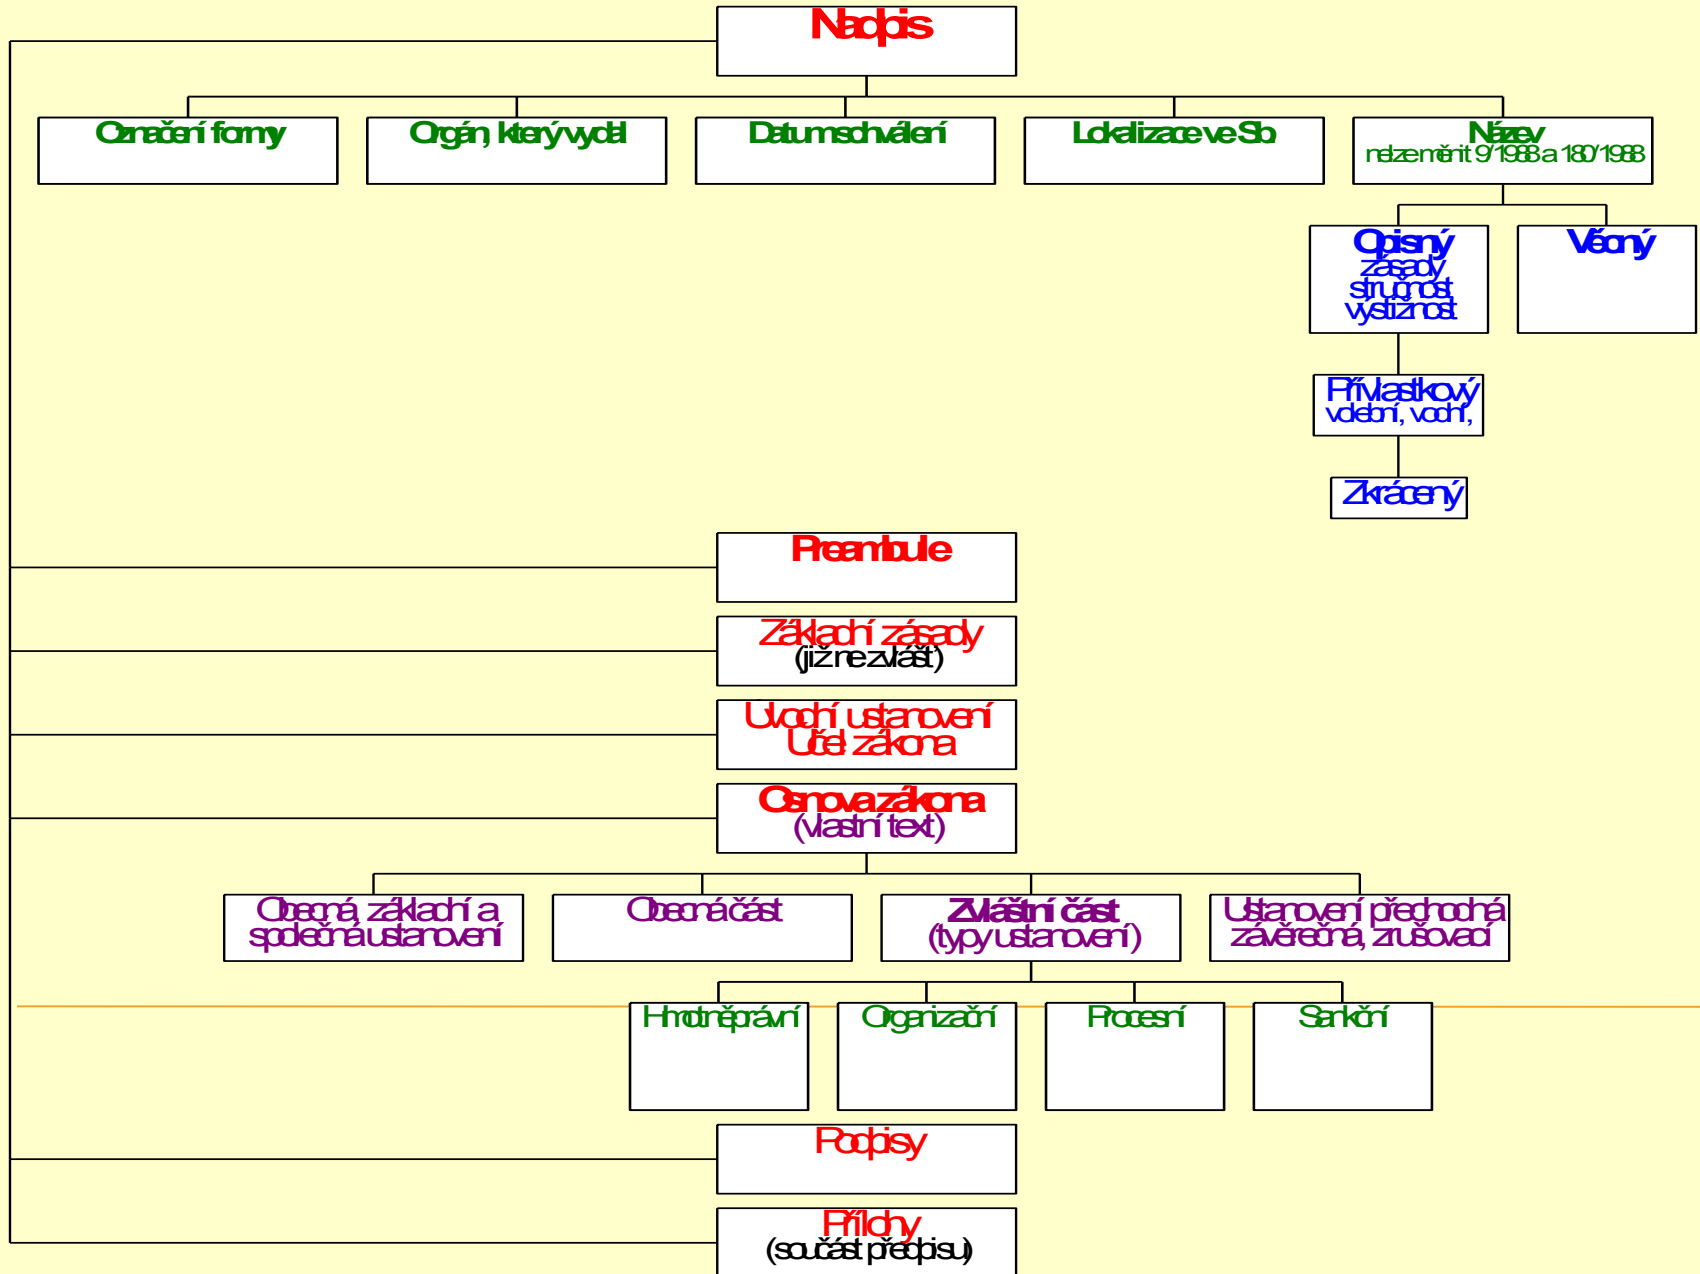 Nadpis
Označení formy
Orgán, který vydal
Datum schválení
Lokalizace ve Sb.
Název
nelze měnit 9/1988 a 180/1988
Opisný
zásady
stručnost
výstižnost
Věcný
Přívlastkový
volební, vodní,
Zkrácený
Preambule
Základní zásady
(již ne zvlášť)
Úvodní ustanovení
Účel zákona
Osnova zákona
(vlastní text)
Obecná, základní a
společná ustanovení
Obecná část
Zvláštní část
(typy ustanovení)
Ustanovení přechodná
závěrečná, zrušovací
Hmotněprávní
Organizační
Procesní
Sankční
Podpisy
Přílohy
(součást předpisu)